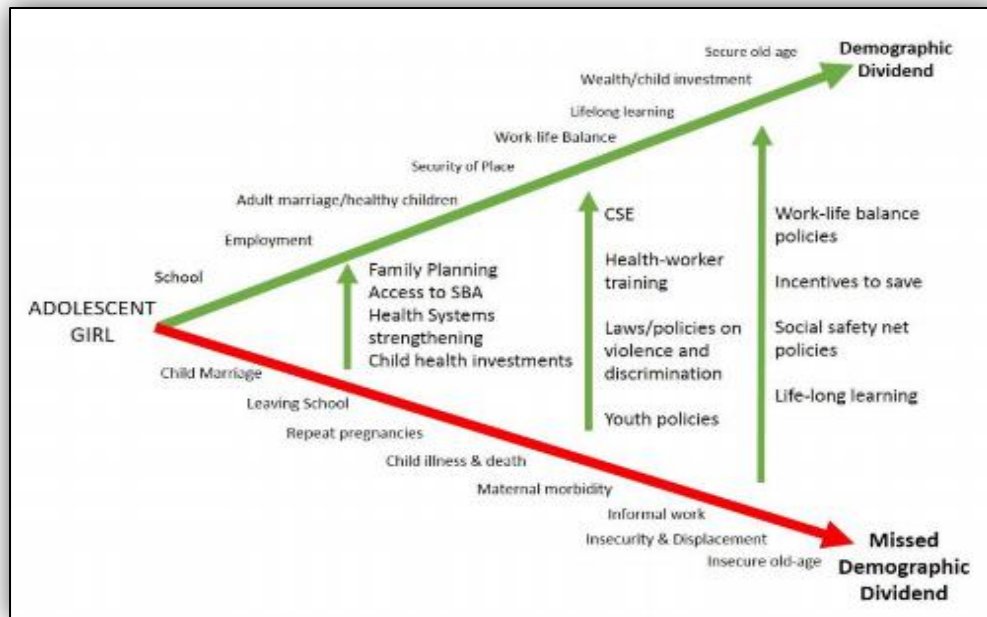 Secure old age
Demographic
Dividend
Wealth/child investment
Lifelong learning
Work-life Balance
Security of Place
Adult marriage/healthy children
Employment
School
ADOLESCENT
GIRL
Family Planning
Access to SBA
Health Systems
strengthening
Child health investments
CSE
Health-worker
training
Laws/policies on
violence and
discrimination
Youth policies
Work-life balance
policies
Incentives to save
Social safety net
policies
Life-long learning
Child Marriage
Leaving School
Repeat pregnancies
Child illness & death
Maternal morbidity
Informal work
Insecurity & Displacement
Insecure old-age
Missed
Demographic
Dividend